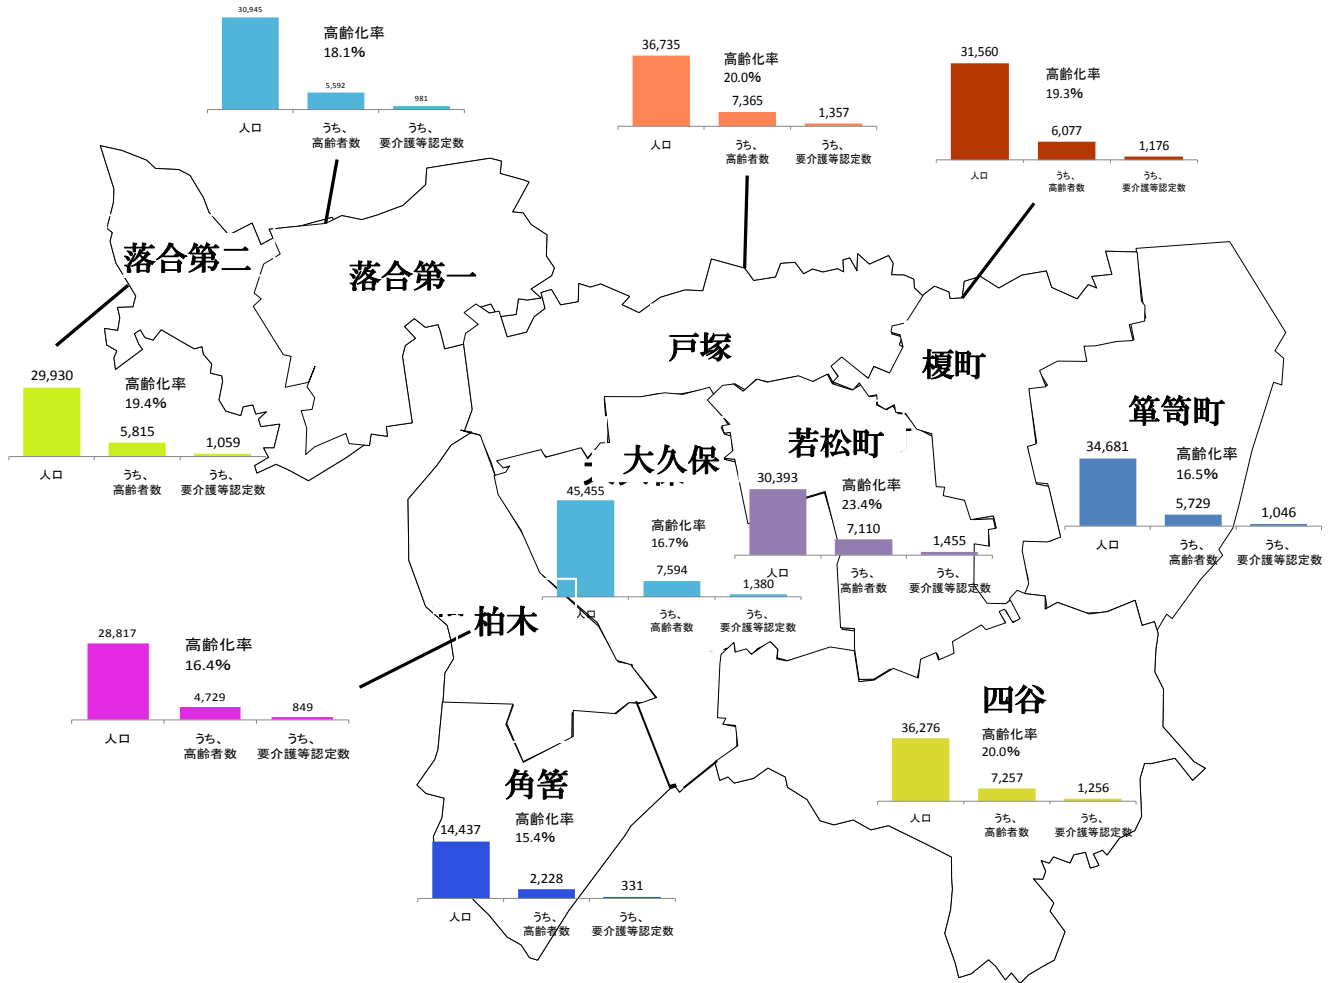 30,945
高齢化率
18.1%
5,592
981
人口
うち、
高齢者数
うち、
要介護等認定数
36,735
高齢化率
20.0%
7,365
1,357
人口
うち、
高齢者数
うち、
要介護等認定数
31,560
高齢化率
19.3%
6,077
1,176
人口
うち、
高齢者数
うち、
要介護等認定数
落合第二
落合第一
戸塚
榎町
箪笥町
29,930
高齢化率
19.4%
5,815
1,059
人口
うち、
高齢者数
うち、
要介護等認定数
大久保
45,455
高齢化率
16.7%
7,594
1,380
人口
うち、
高齢者数
うち、
要介護等認定数
若松町
30,393
高齢化率
23.4%
7,110
1,455
人口
うち、
高齢者数
うち、
要介護等認定数
34,681
高齢化率
16.5%
5,729
1,046
人口
うち、
高齢者数
うち、
要介護等認定数
柏木
28,817
高齢化率
16.4%
4,729
849
人口
うち、
高齢者数
うち、
要介護等認定数
四谷
36,276
高齢化率
20.0%
7,257
1,256
人口
うち、
高齢者数
うち、
要介護等認定数
角筈
14,437
高齢化率
15.4%
2,228
331
人口
うち、
高齢者数
うち、
要介護等認定数